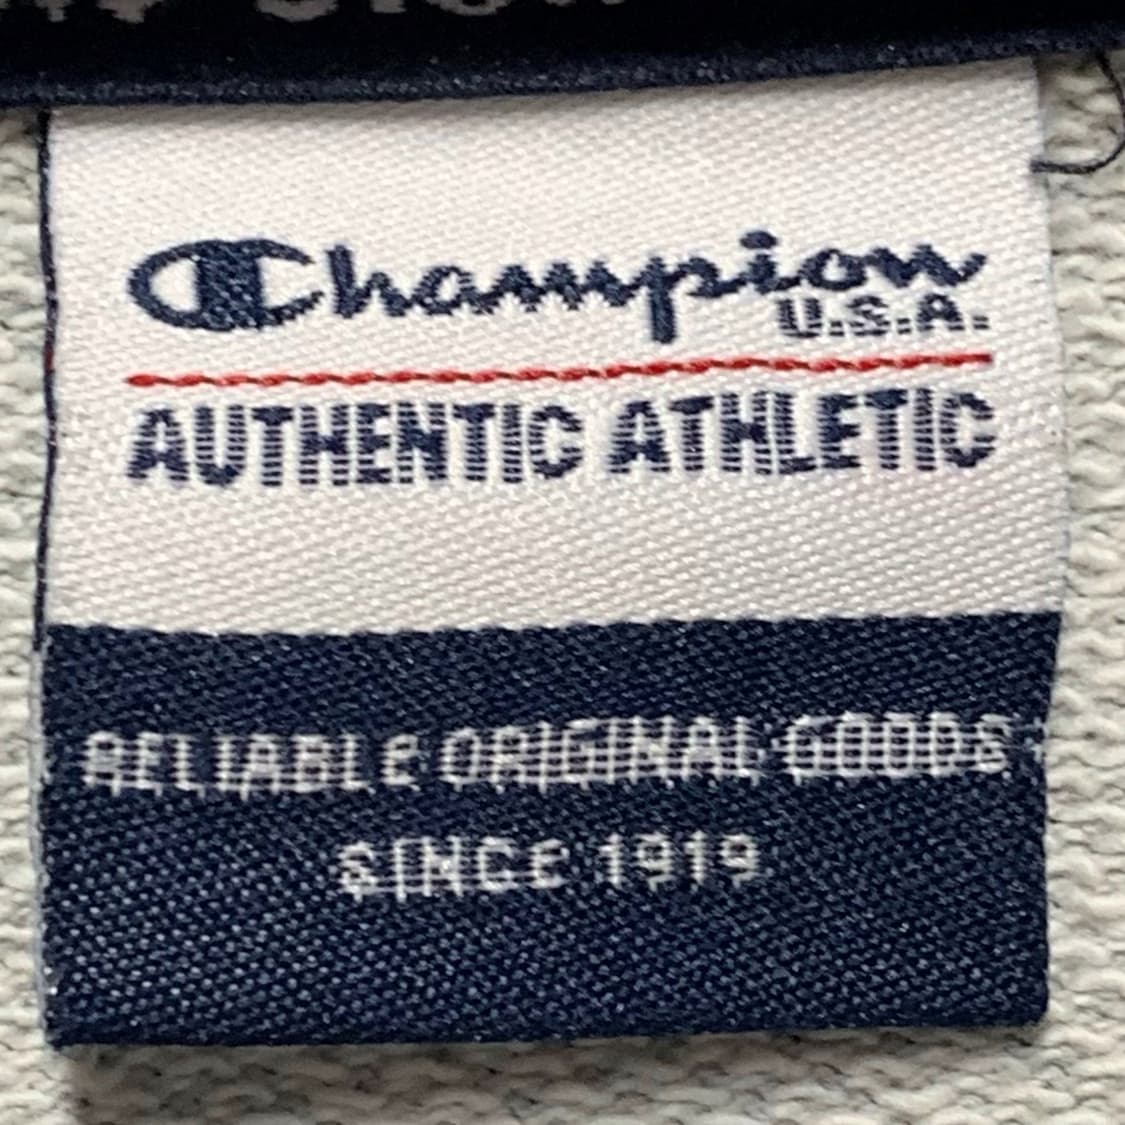 Champion
U.S.A.
AUTHENTIC ATHLETIC
RELIABLE ORIGINAL GOODS
SINCE 1919